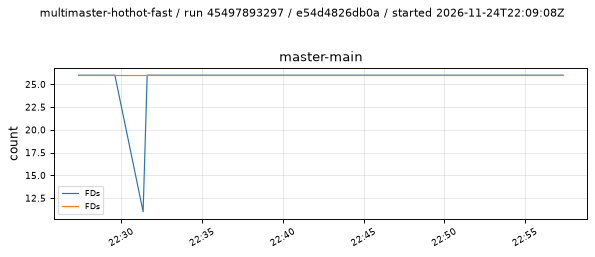 multimaster-hothot-fast / run 45497893297 / e54d4826db0a / started 2026-11-24T22:09:08Z
master-main
count
25.0
22.5
20.0
17.5
15.0
12.5
FDs
FDs
22:30
22:35
22:40
22:45
22:50
22:55